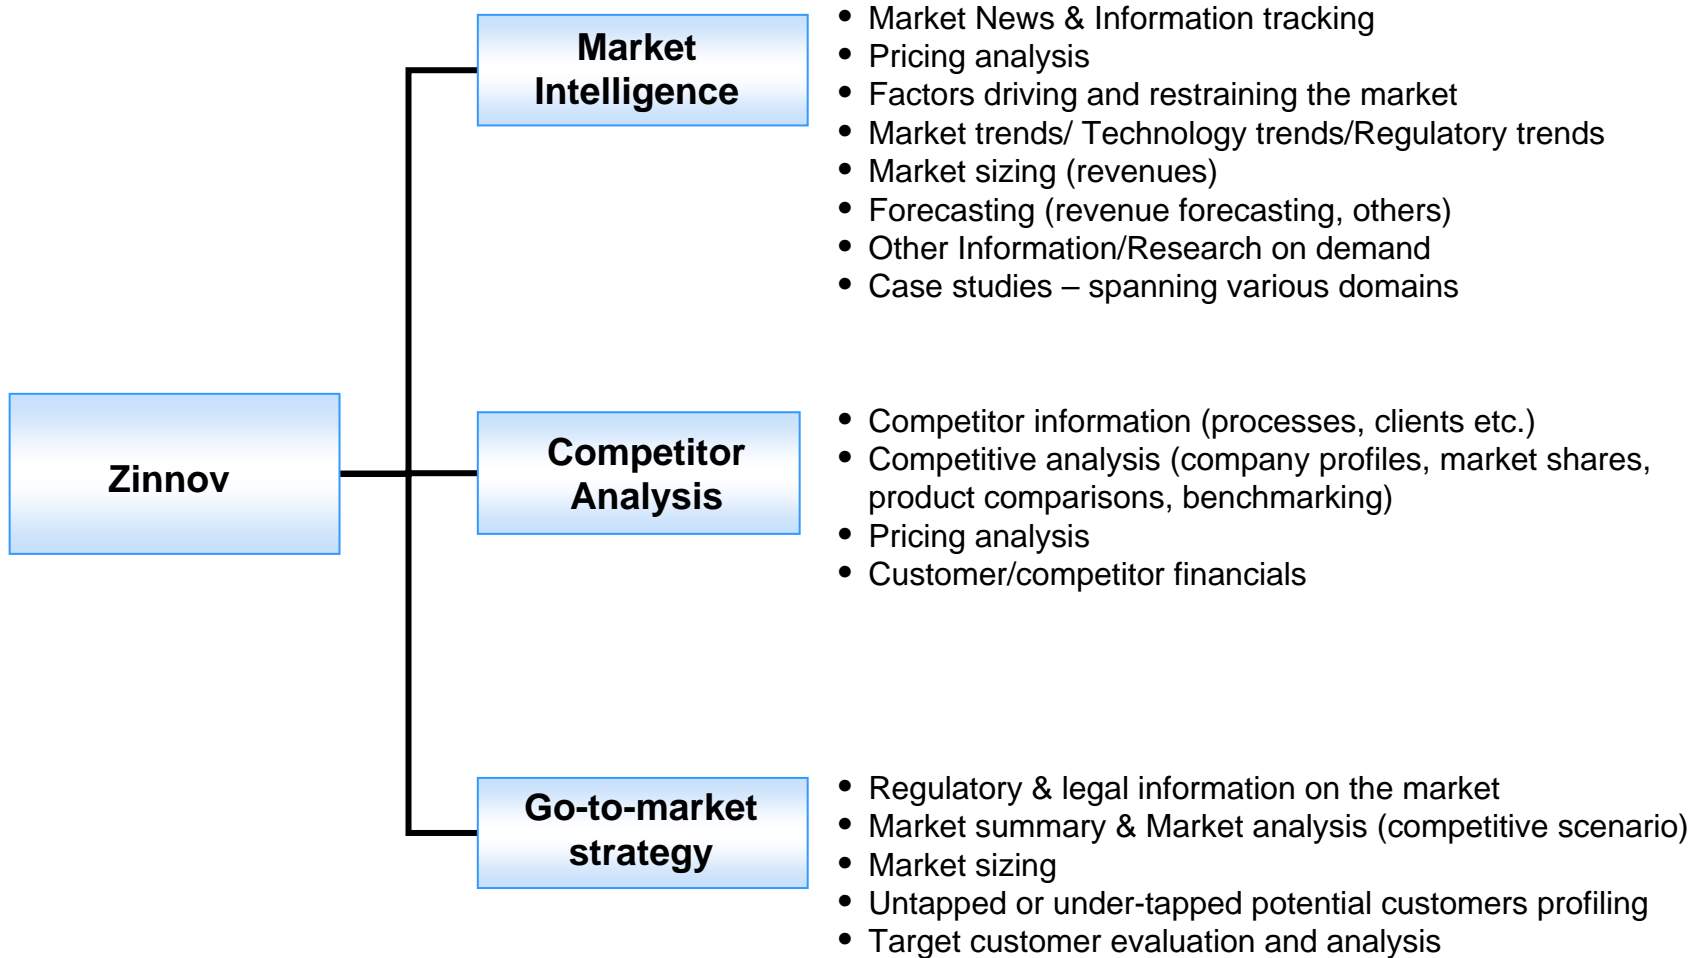 Market
Intelligence
• Market News & Information tracking
• Pricing analysis
• Factors driving and restraining the market
• Market trends/ Technology trends/Regulatory trends
• Market sizing (revenues)
• Forecasting (revenue forecasting, others)
• Other Information/Research on demand
• Case studies – spanning various domains
Zinnov
Competitor
Analysis
• Competitor information (processes, clients etc.)
• Competitive analysis (company profiles, market shares,
product comparisons, benchmarking)
• Pricing analysis
• Customer/competitor financials
Go-to-market
strategy
• Regulatory & legal information on the market
• Market summary & Market analysis (competitive scenario)
• Market sizing
• Untapped or under-tapped potential customers profiling
• Target customer evaluation and analysis